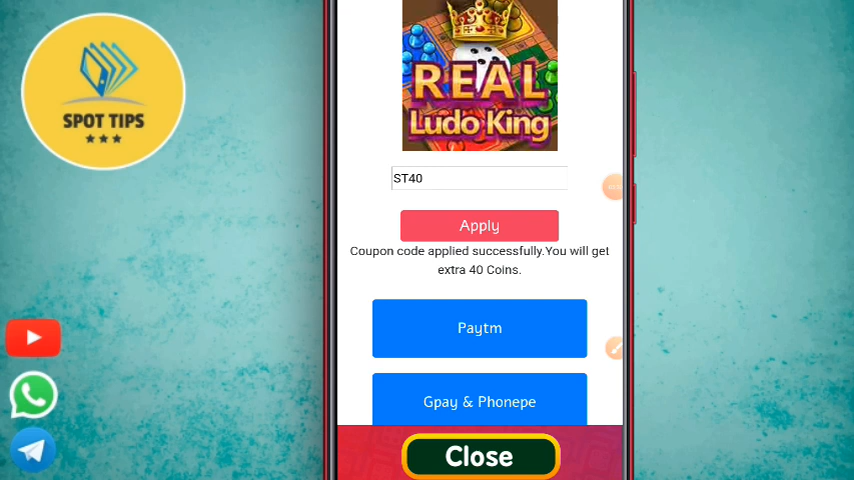 SPOT TIPS
REAL
Ludo King
ST40
Apply
Coupon code applied successfully.You will get
extra 40 Coins.
Paytm
Gpay & Phonepe
Close